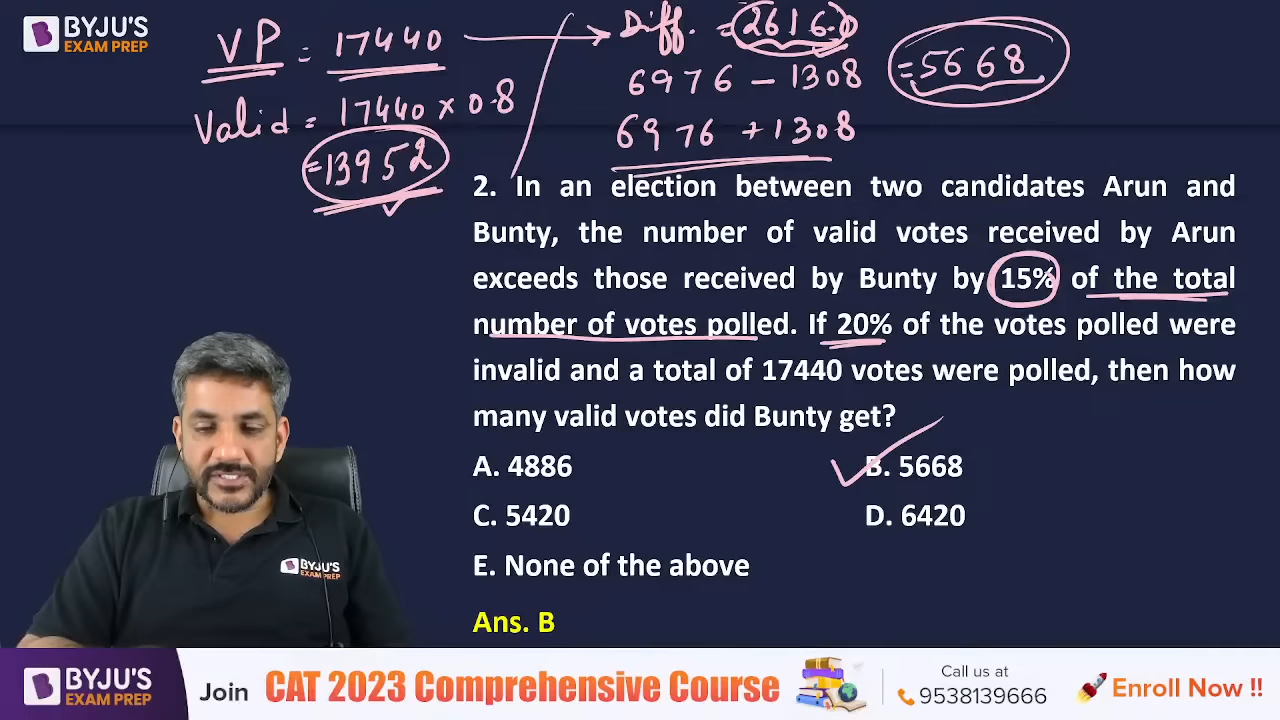 BYJU'S
EXAM PREP
VP = 17440
Diff. = 2616.0
6976 - 1308
= 5668
Valid = 17440 x 0.8
6976 + 1308
= 13952
2. In an election between two candidates Arun and
Bunty, the number of valid votes received by Arun
exceeds those received by Bunty by 15% of the total
number of votes polled. If 20% of the votes polled were
invalid and a total of 17440 votes were polled, then how
many valid votes did Bunty get?
A. 4886
B. 5668
C. 5420
D. 6420
E. None of the above
Ans. B
BYJU'S
EXAM PREP
BYJU'S
EXAM PREP
Join CAT 2023 Comprehensive Course
Call us at
9538139666
Enroll Now !!